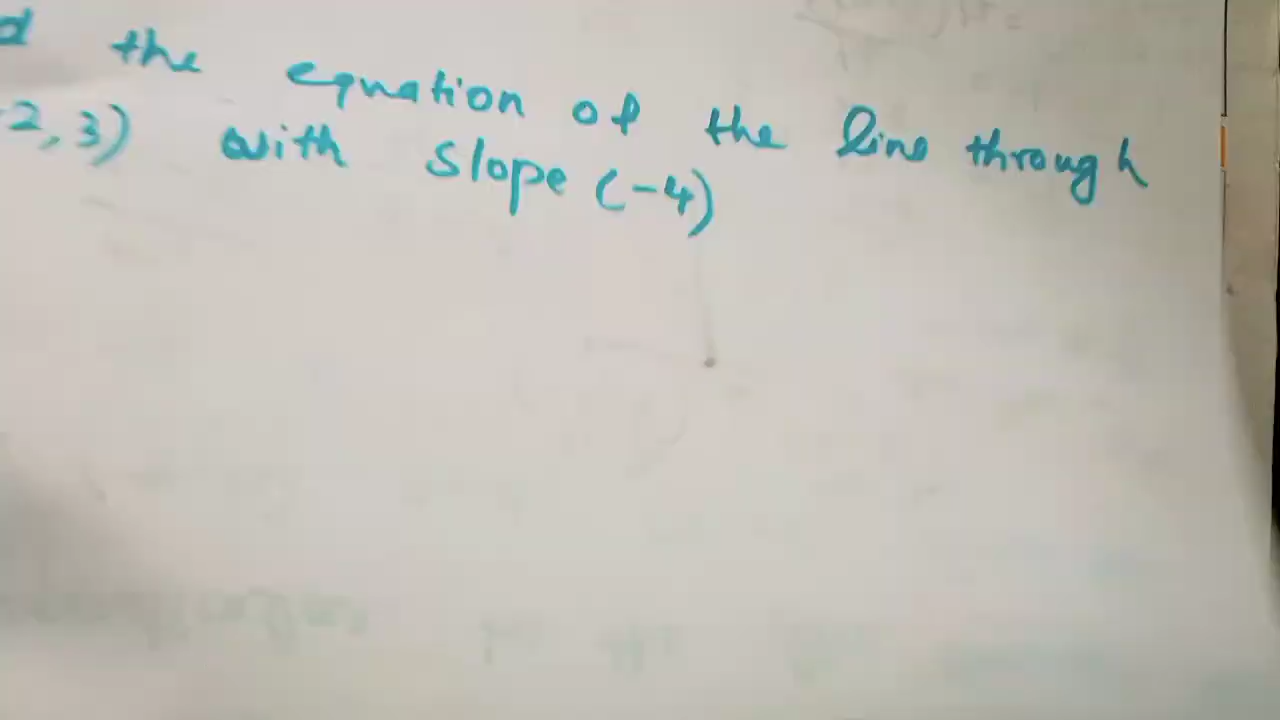 d the equation of the line through
-2, 3) with slope (-4)